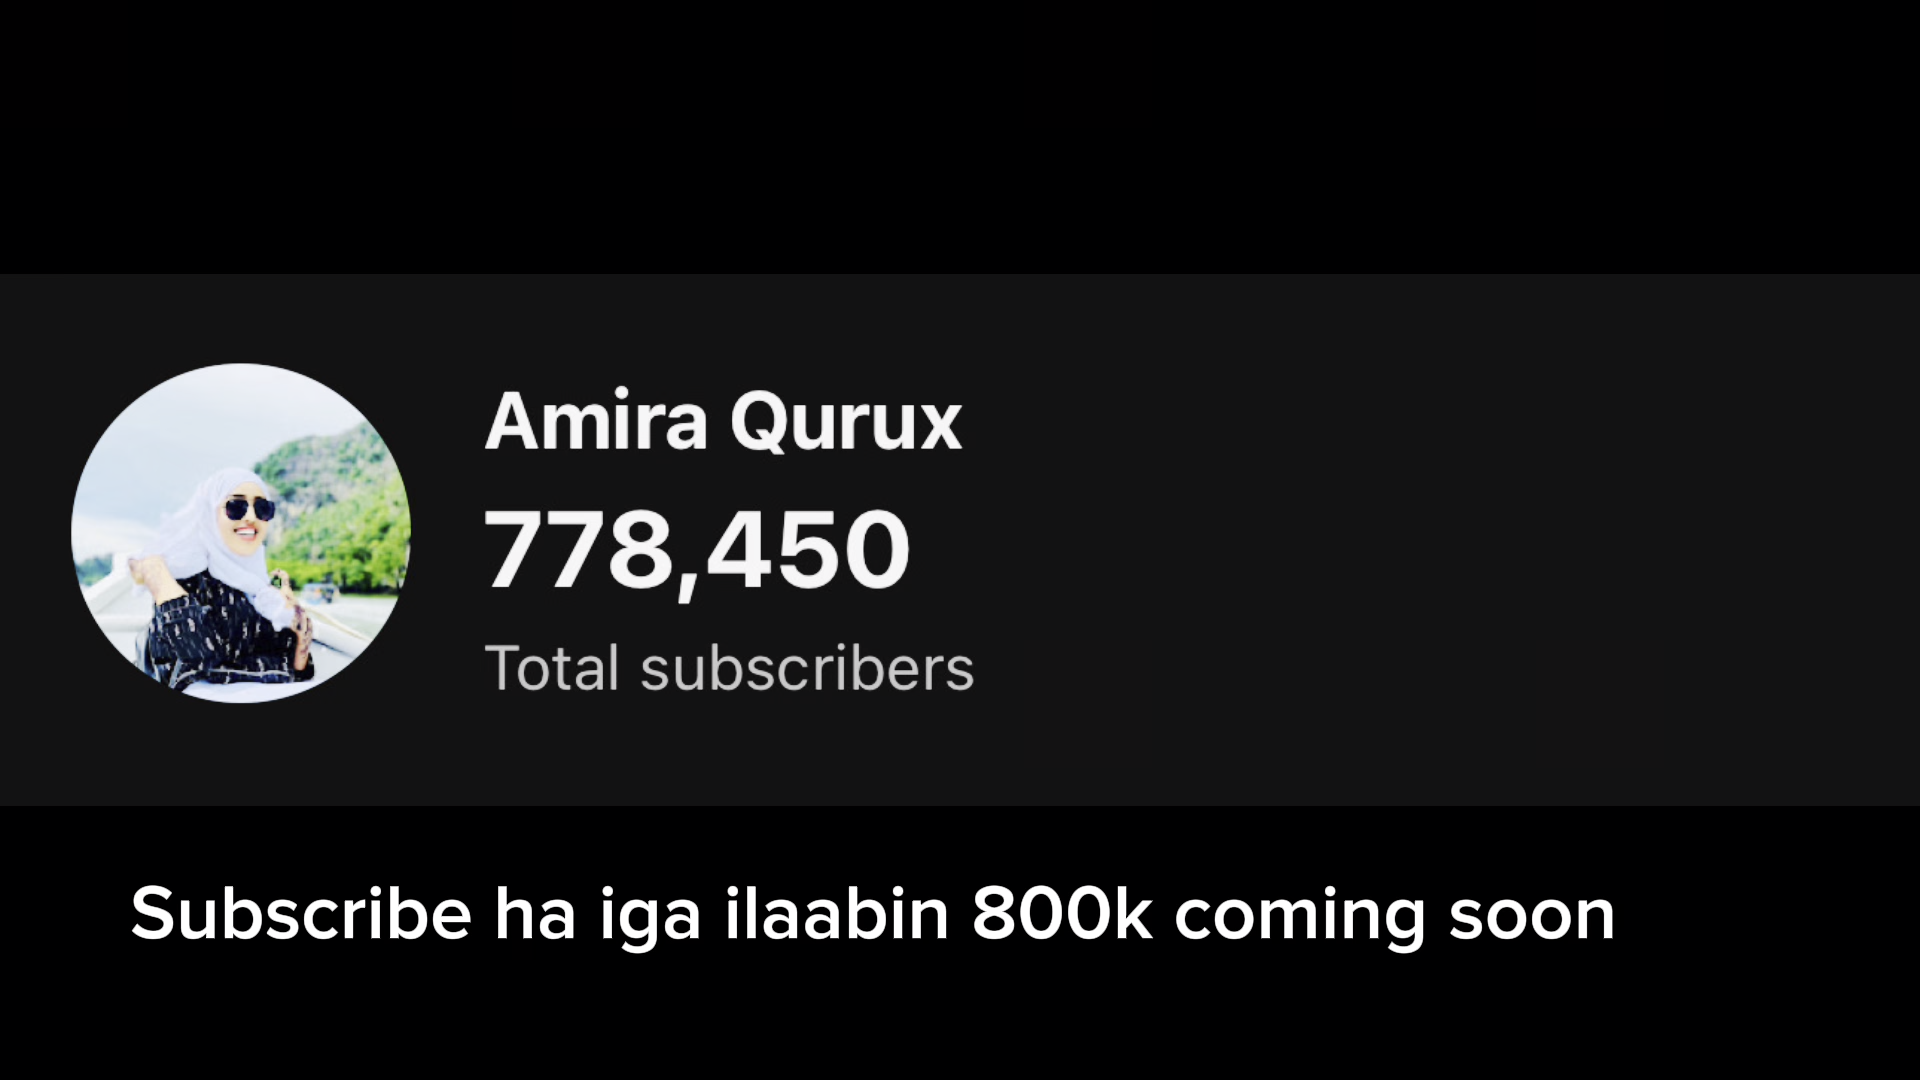 Amira Qurux
778,450
Total subscribers
Subscribe ha iga ilaabin 800k coming soon